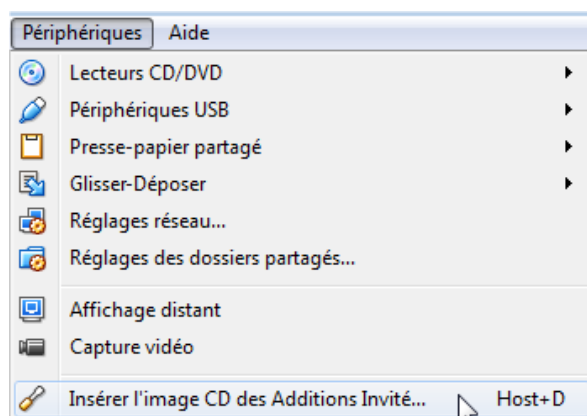 Périphériques Aide
Lecteurs CD/DVD
Périphériques USB
Presse-papier partagé
Glisser-Déposer
Réglages réseau...
Réglages des dossiers partagés...
Affichage distant
Capture vidéo
Insérer l'image CD des Additions Invité... Host+D